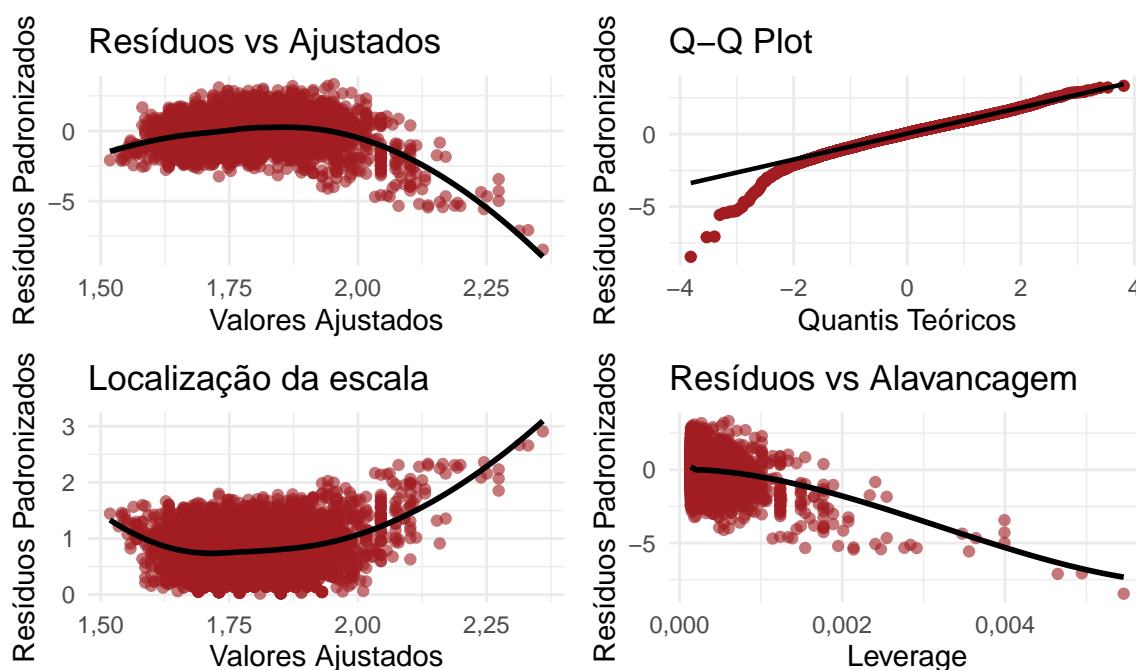 Resíduos vs Ajustados
Resíduos Padronizados
0
−5
1,50
1,75
2,00
2,25
Valores Ajustados
Q−Q Plot
Resíduos Padronizados
0
−5
−4
−2
0
2
4
Quantis Teóricos
Localização da escala
Resíduos Padronizados
3
2
1
0
1,50
1,75
2,00
2,25
Valores Ajustados
Resíduos vs Alavancagem
Resíduos Padronizados
0
−5
0,000
0,002
0,004
Leverage